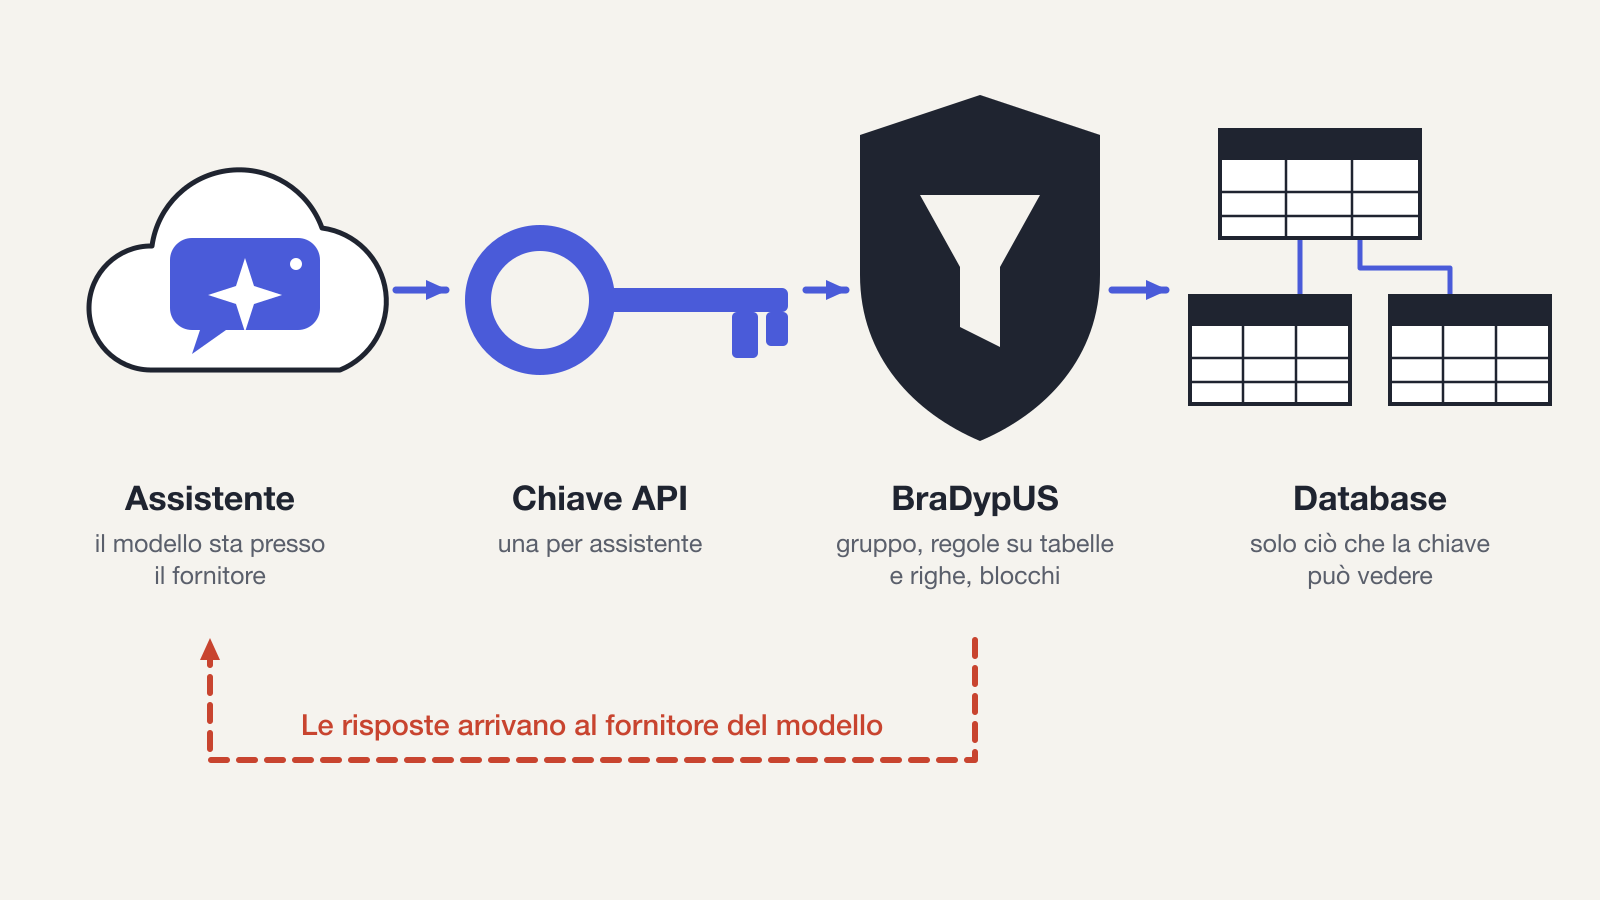 Assistente
il modello sta presso
il fornitore
Chiave API
una per assistente
BraDypUS
gruppo, regole su tabelle
e righe, blocchi
Database
solo ciò che la chiave
può vedere
Le risposte arrivano al fornitore del modello